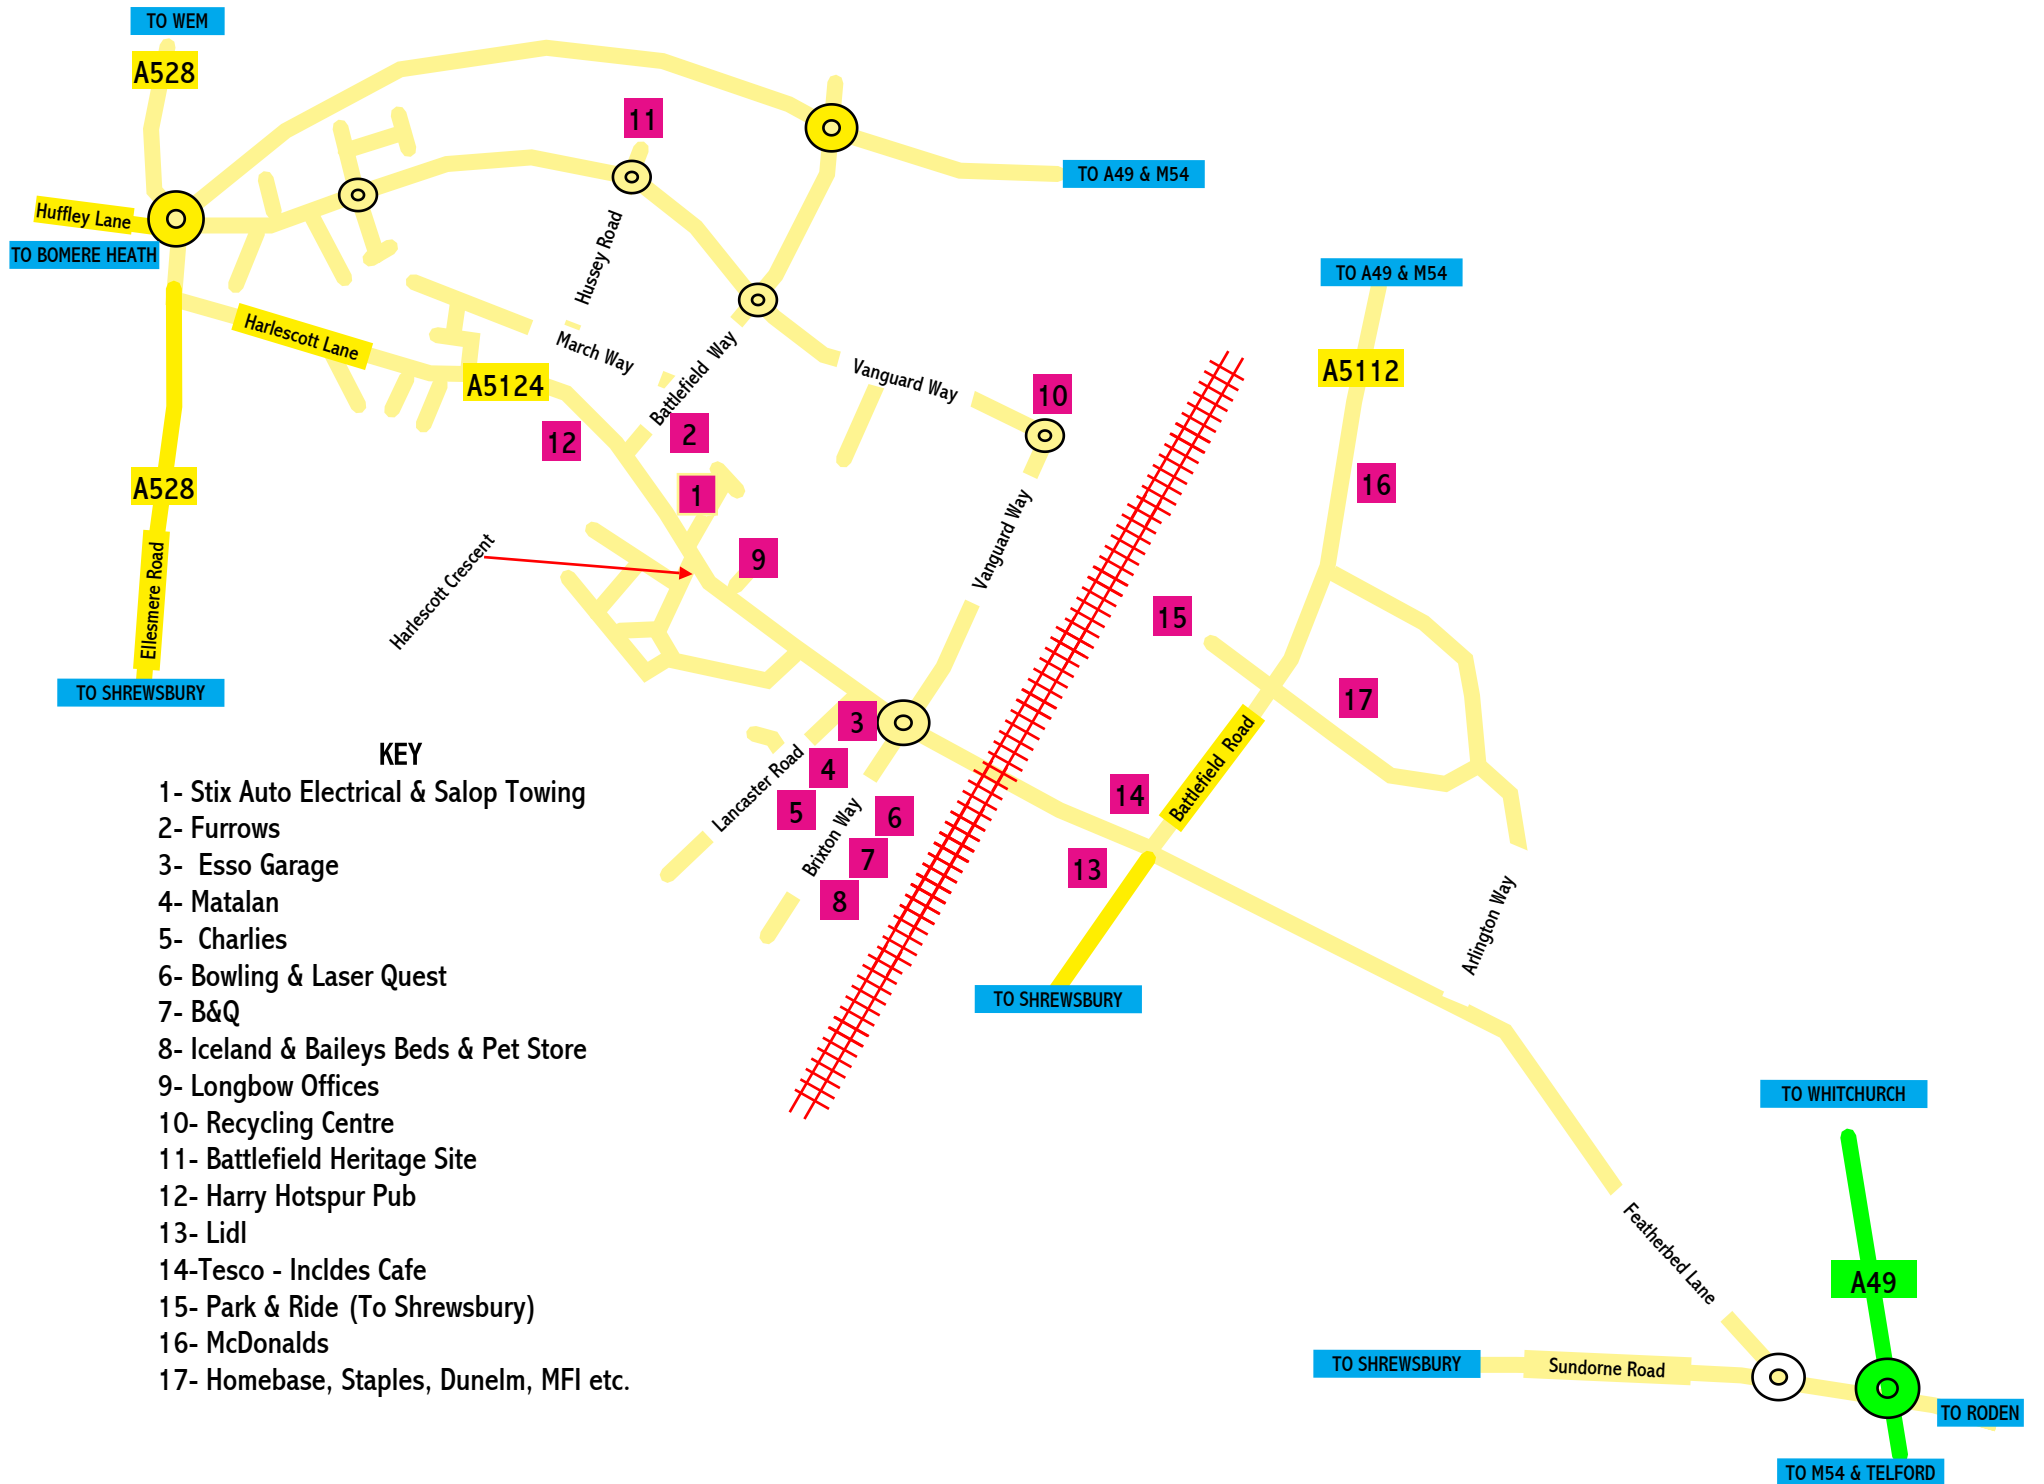 TO WEM
A528
11
TO A49 & M54
Huffley Lane
TO BOMERE HEATH
Hussey Road
TO A49 & M54
Harlescott Lane
March Way
Battlefield Way
Vanguard Way
A5112
A5124
10
12
2
16
1
A528
Vanguard Way
Harlescott Crescent
9
Ellesmere Road
15
TO SHREWSBURY
17
3
Battlefield Road
Lancaster Road
4
14
5
6
Brixton Way
7
13
8
Arlington Way
TO SHREWSBURY
KEY
1- Stix Auto Electrical & Salop Towing
2- Furrows
3- Esso Garage
4- Matalan
5- Charlies
6- Bowling & Laser Quest
7- B&Q
8- Iceland & Baileys Beds & Pet Store
9- Longbow Offices
10- Recycling Centre
11- Battlefield Heritage Site
12- Harry Hotspur Pub
13- Lidl
14-Tesco - Incldes Cafe
15- Park & Ride (To Shrewsbury)
16- McDonalds
17- Homebase, Staples, Dunelm, MFI etc.
TO WHITCHURCH
Featherbed Lane
A49
TO SHREWSBURY
Sundorne Road
TO RODEN
TO M54 & TELFORD